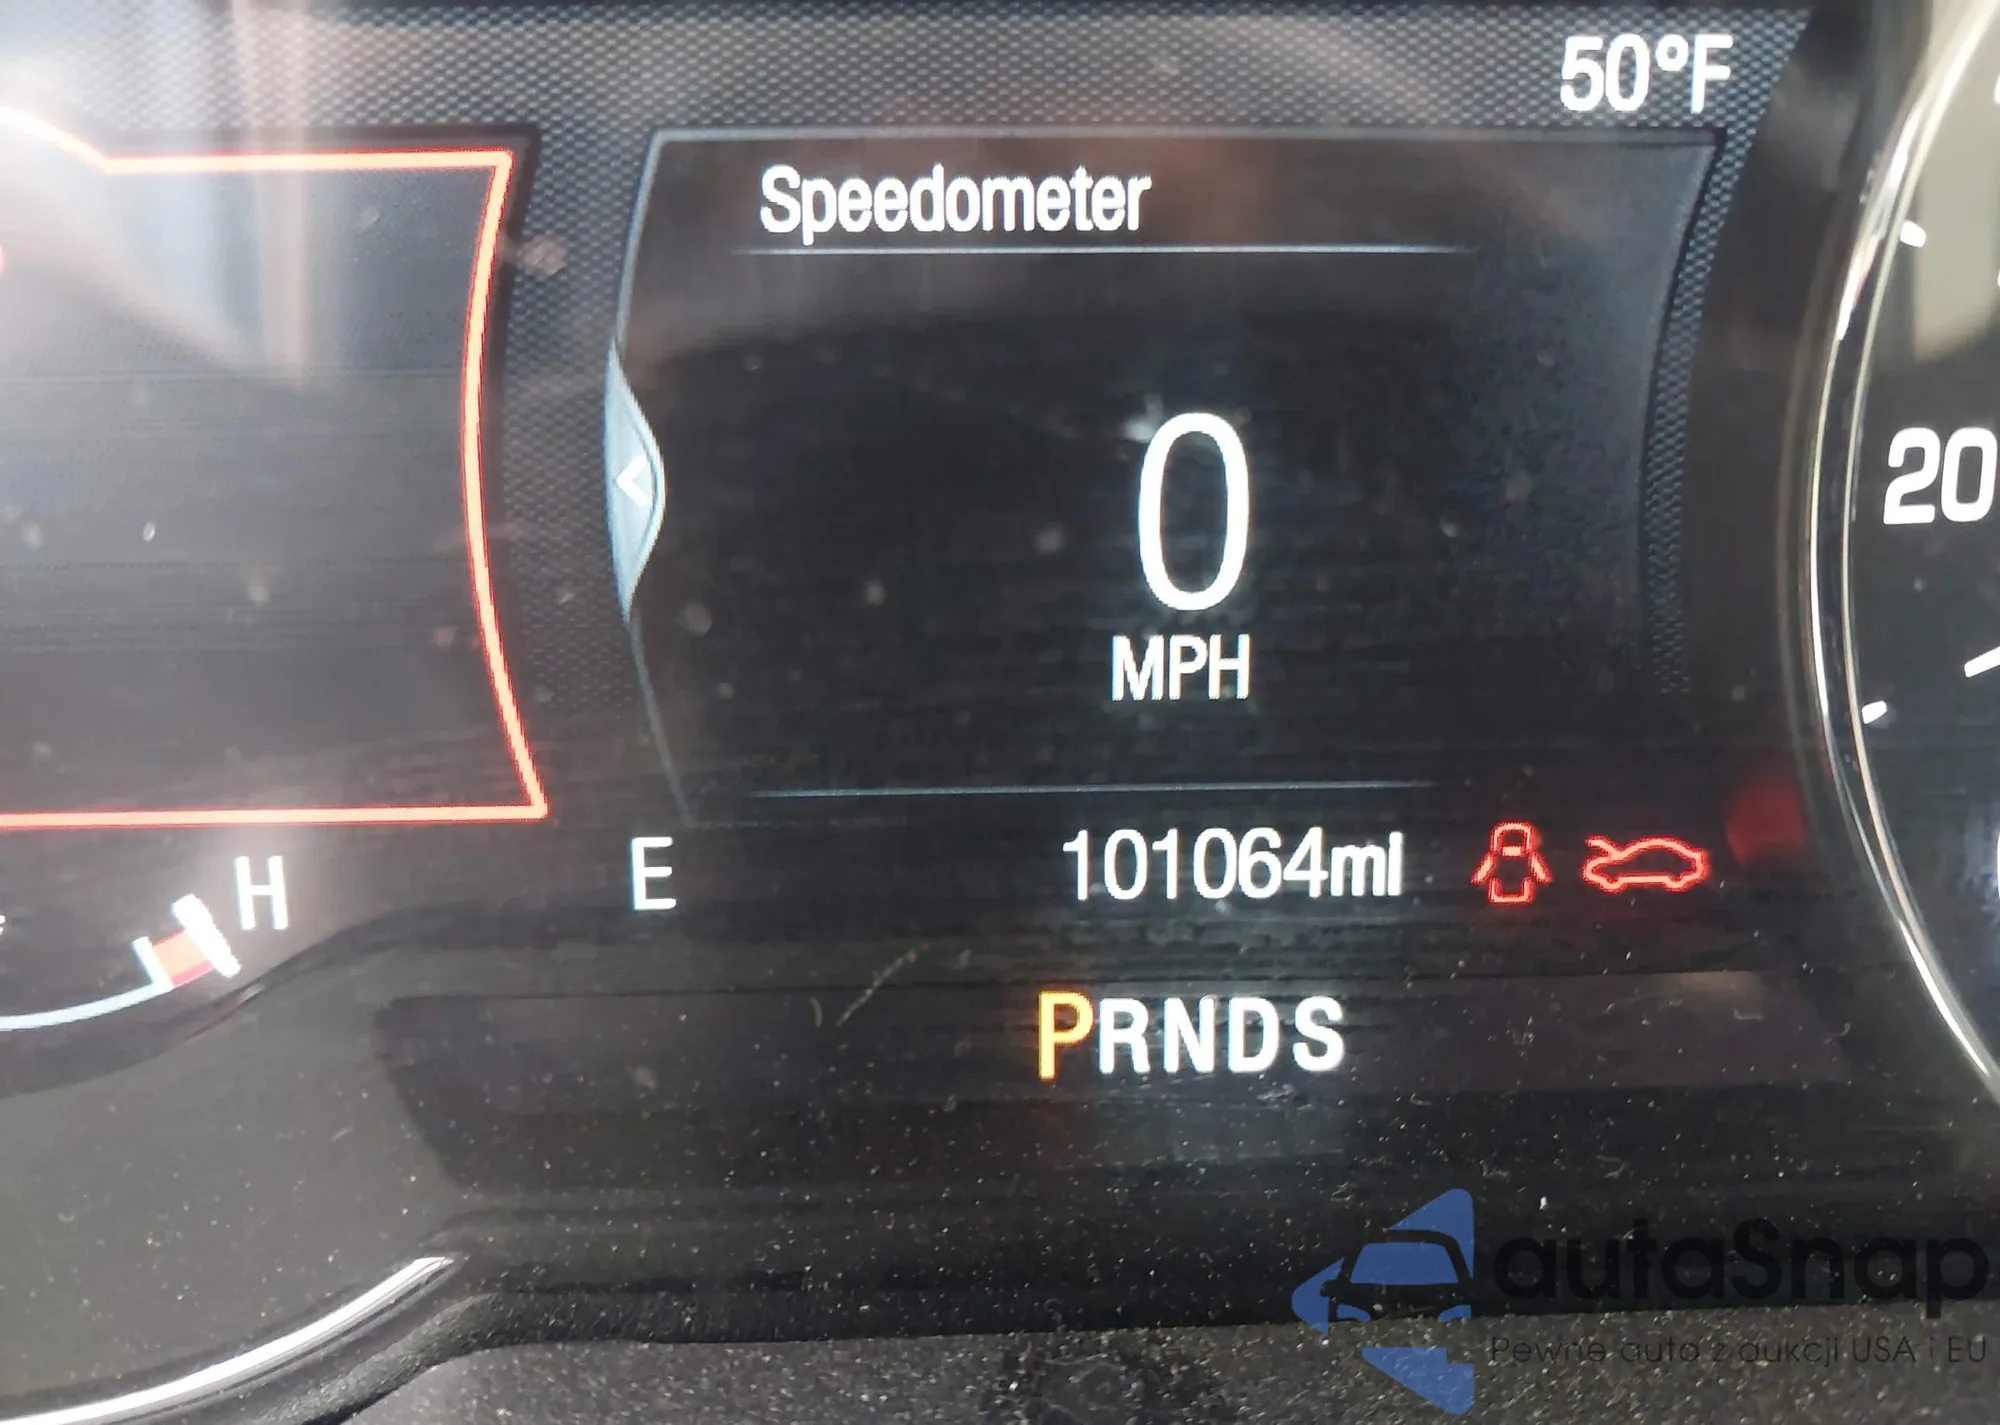 50°F
Speedometer
0
MPH
20
H
E
101064mi
PRNDS
autaSnap
Pewne auto z aukcji USA i EU